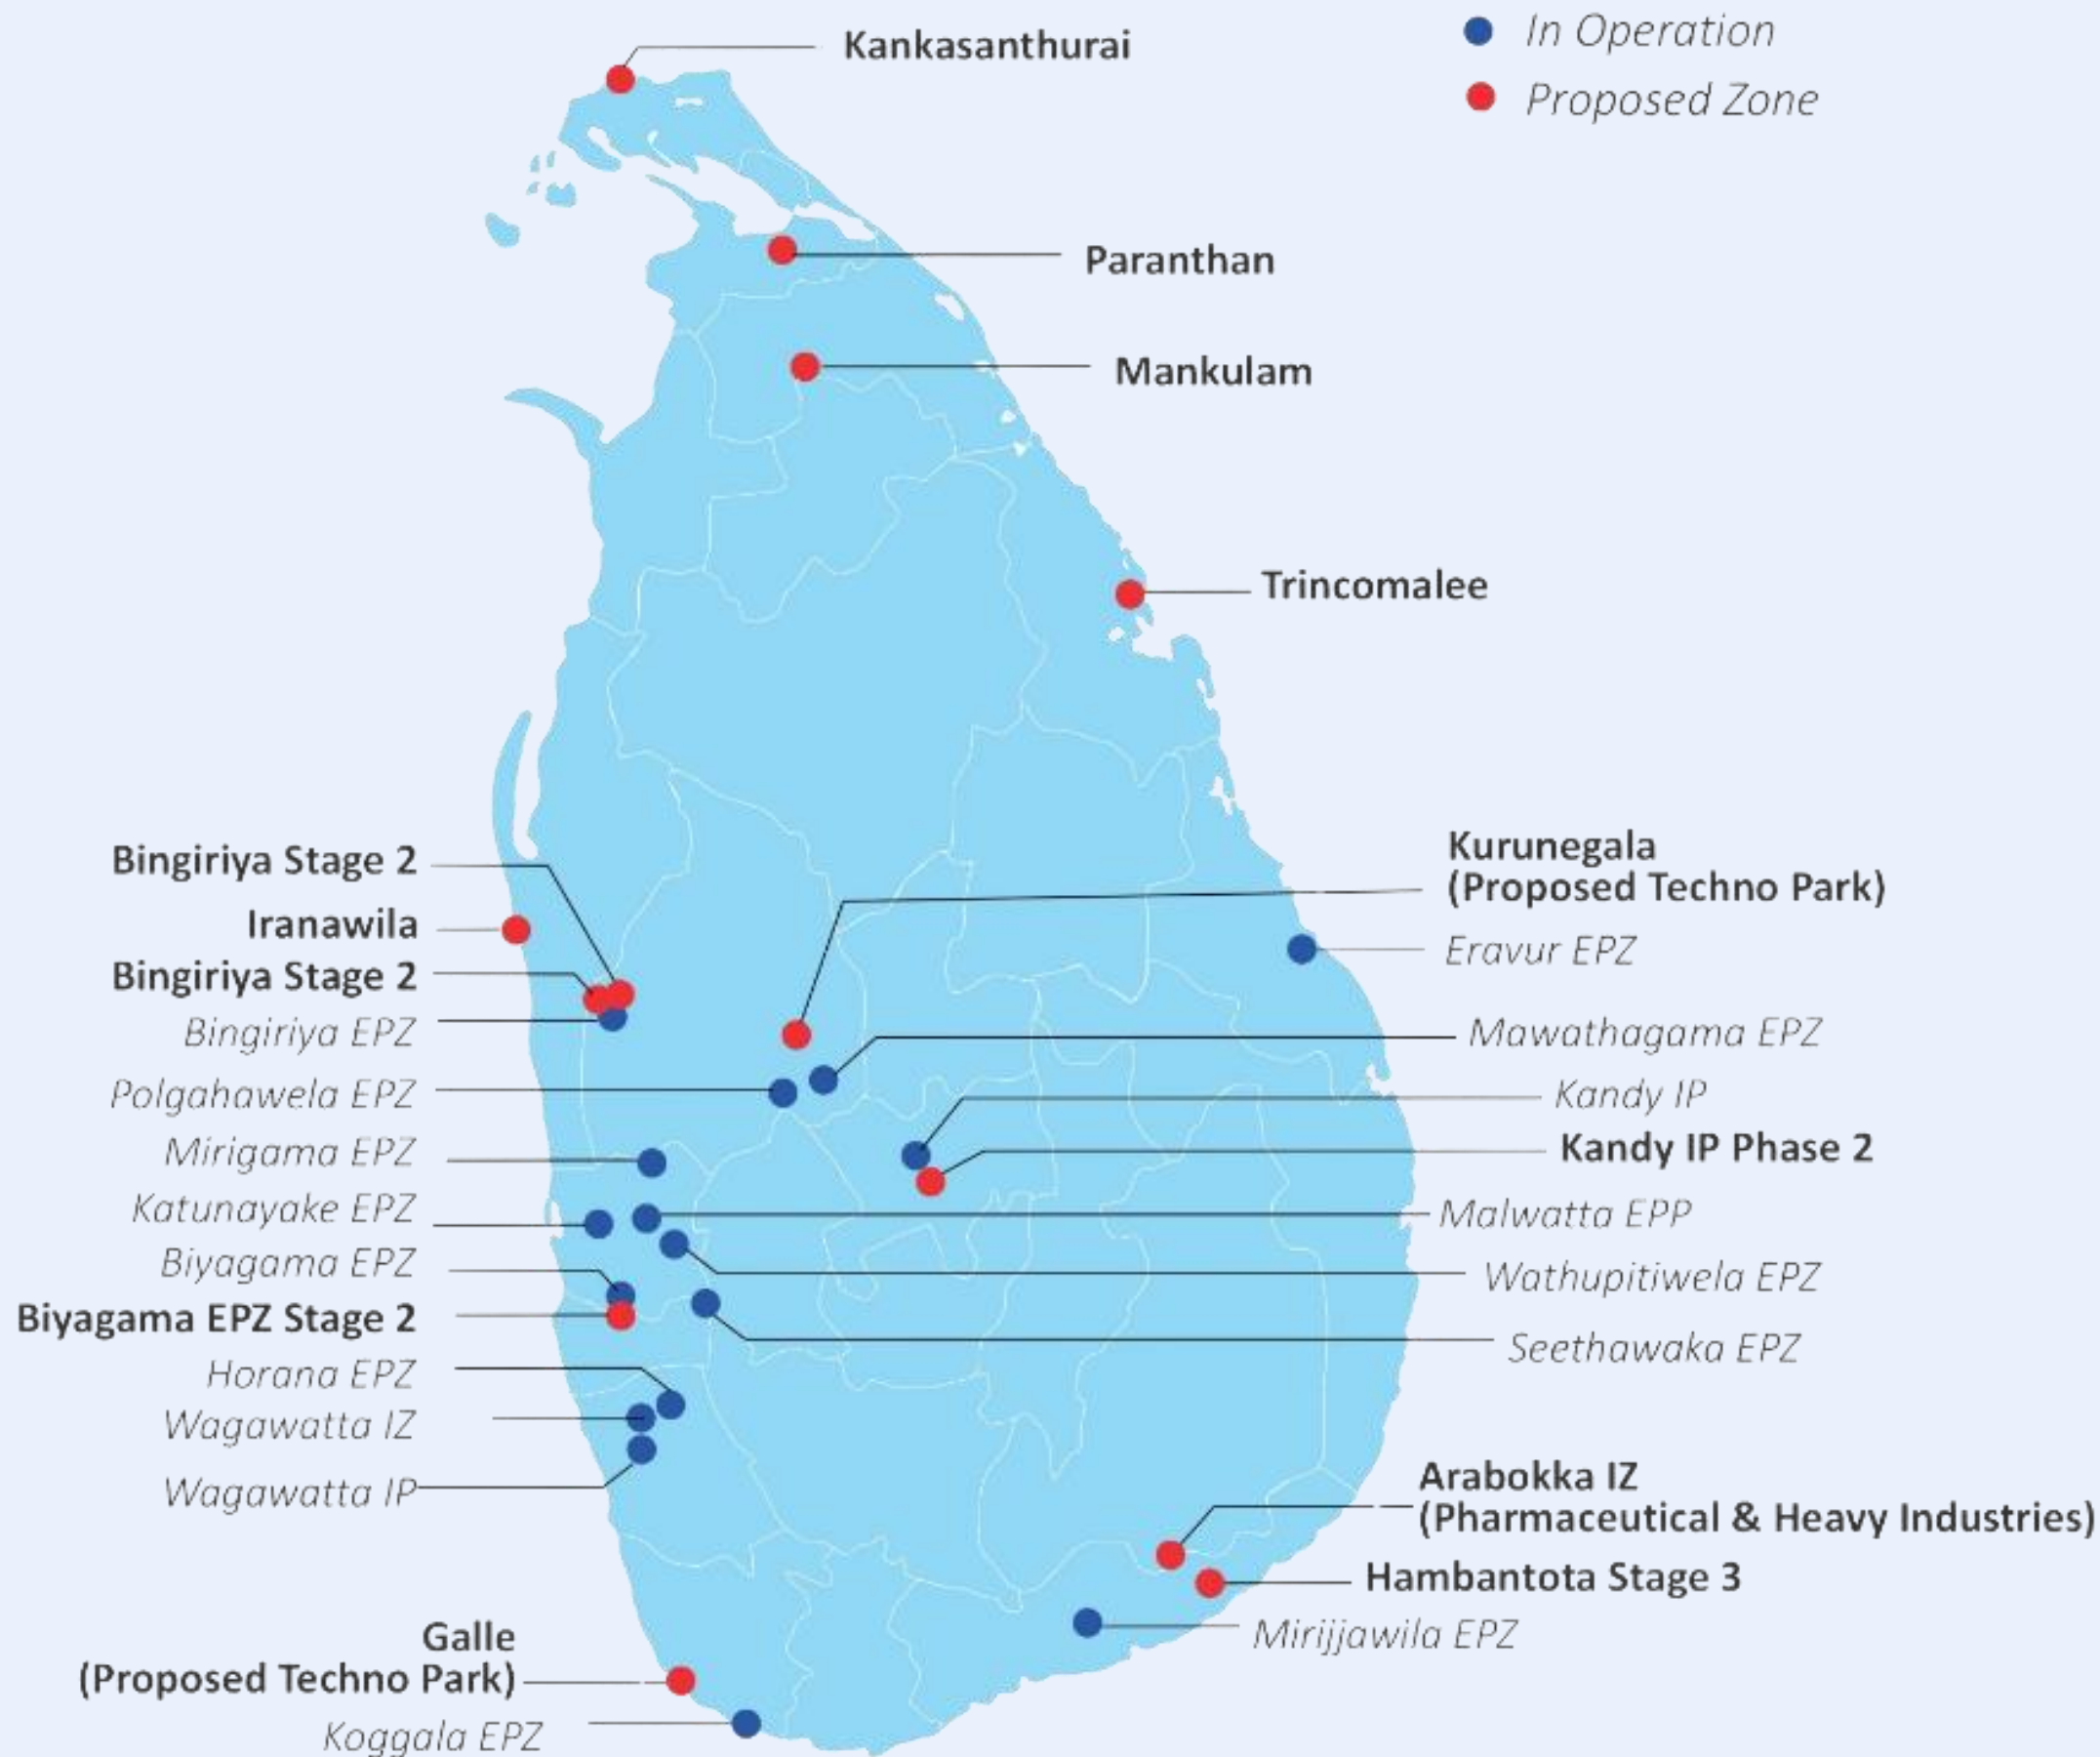 In Operation
Proposed Zone
Kankasanthurai
Paranthan
Mankulam
Trincomalee
Bingiriya Stage 2
Iranawila
Bingiriya Stage 2
Bingiriya EPZ
Polgahawela EPZ
Mirigama EPZ
Katunayake EPZ
Biyagama EPZ
Biyagama EPZ Stage 2
Horana EPZ
Wagawatta IZ
Wagawatta IP
Galle
(Proposed Techno Park)
Koggala EPZ
Kurunegala
(Proposed Techno Park)
Eravur EPZ
Mawathagama EPZ
Kandy IP
Kandy IP Phase 2
Malwatta EPP
Wathupitiwela EPZ
Seethawaka EPZ
Arabokka IZ
(Pharmaceutical & Heavy Industries)
Hambantota Stage 3
Mirijjawila EPZ